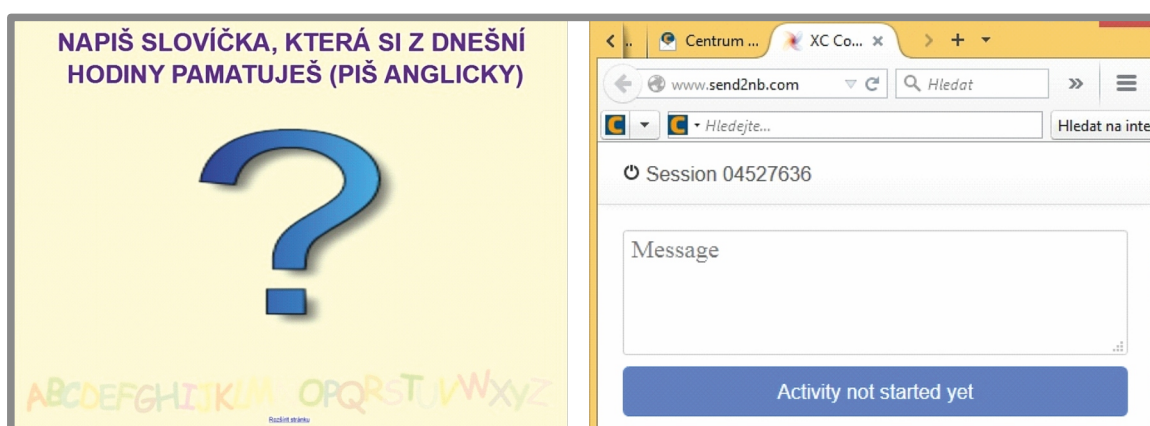 NAPIŠ SLOVÍČKA, KTERÁ SI Z DNEŠNÍ
HODINY PAMATUJEŠ (PIŠ ANGLICKY)
?
ABCDEFGHIJKLM OPQRSTUVWXYZ
Rozšířit stránku
Centrum ...
XC Co...
www.send2nb.com
Hledat
Hledejte...
Hledat na inte
Session 04527636
Message
Activity not started yet